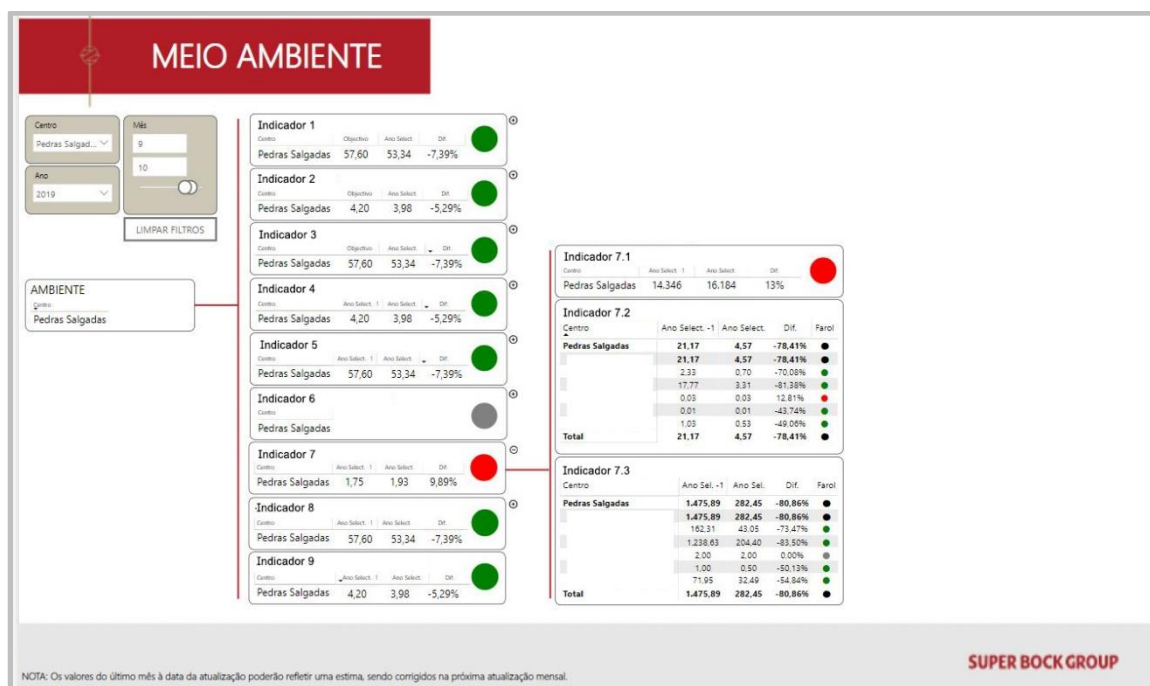 MEIO AMBIENTE
Centro
Pedras Salgad...
Ano
2019
Mês
9
10
LIMPAR FILTROS
AMBIENTE
Centro
Pedras Salgadas
Indicador 1
Centro Objectivo Ano Select. Dif.
Pedras Salgadas 57,60 53,34 -7,39%
Indicador 2
Centro Objectivo Ano Select. Dif.
Pedras Salgadas 4,20 3,98 -5,29%
Indicador 3
Centro Objectivo Ano Select. Dif.
Pedras Salgadas 57,60 53,34 -7,39%
Indicador 4
Centro Ano Select. 1 Ano Select. Dif.
Pedras Salgadas 4,20 3,98 -5,29%
Indicador 5
Centro Ano Select. 1 Ano Select. Dif.
Pedras Salgadas 57,60 53,34 -7,39%
Indicador 6
Centro
Pedras Salgadas
Indicador 7
Centro Ano Select. 1 Ano Select. Dif.
Pedras Salgadas 1,75 1,93 9,89%
-Indicador 8
Centro Ano Select. 1 Ano Select. Dif.
Pedras Salgadas 57,60 53,34 -7,39%
Indicador 9
Centro Ano Select. 1 Ano Select. Dif.
Pedras Salgadas 4,20 3,98 -5,29%
Indicador 7.1
Centro Ano Select. 1 Ano Select. Dif.
Pedras Salgadas 14.346 16.184 13%
Indicador 7.2
Centro Ano Select. -1 Ano Select. Dif. Farol
Pedras Salgadas 21,17 4,57 -78,41%
21,17 4,57 -78,41%
2,33 0,70 -70,08%
17,77 3,31 -81,38%
0,03 0,03 12,81%
0,01 0,01 -43,74%
1,03 0,53 -49,06%
Total 21,17 4,57 -78,41%
Indicador 7.3
Centro Ano Sel. -1 Ano Sel. Dif. Farol
Pedras Salgadas 1.475,89 282,45 -80,86%
1.475,89 282,45 -80,86%
162,31 43,05 -73,47%
1.238,63 204,40 -83,50%
2,00 2,00 0,00%
1,00 0,50 -50,13%
71,95 32,49 -54,84%
Total 1.475,89 282,45 -80,86%
NOTA: Os valores do último mês à data da atualização poderão refletir uma estima, sendo corrigidos na próxima atualização mensal.
SUPER BOCK GROUP